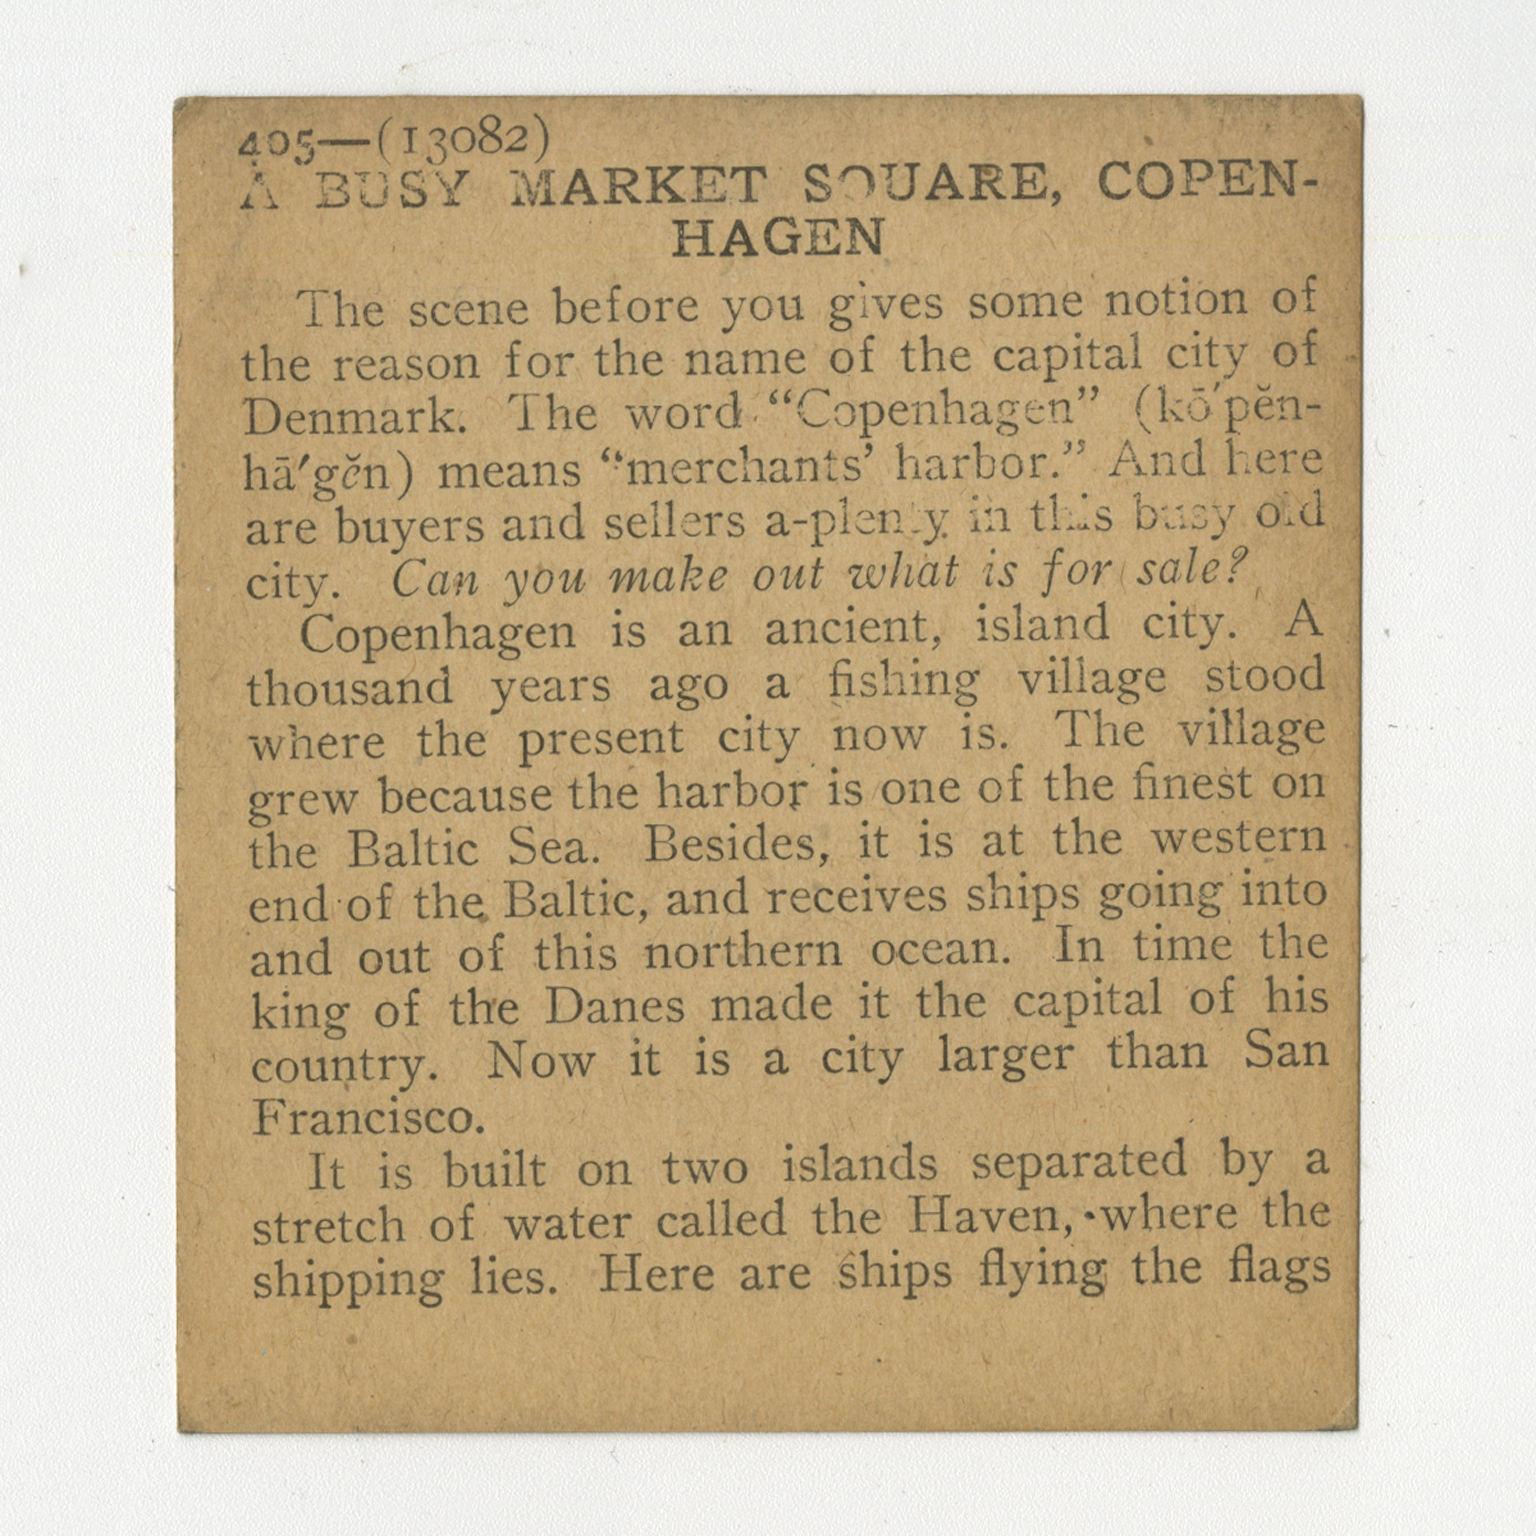 405—(13082)
A BUSY MARKET SQUARE, COPEN-
HAGEN
The scene before you gives some notion of
the reason for the name of the capital city of
Denmark. The word “Copenhagen” (kō′pĕn-
hā′gĕn) means “merchants’ harbor.” And here
are buyers and sellers a-plenty in this busy old
city. Can you make out what is for sale?
Copenhagen is an ancient, island city. A
thousand years ago a fishing village stood
where the present city now is. The village
grew because the harbor is one of the finest on
the Baltic Sea. Besides, it is at the western
end of the Baltic, and receives ships going into
and out of this northern ocean. In time the
king of the Danes made it the capital of his
country. Now it is a city larger than San
Francisco.
It is built on two islands separated by a
stretch of water called the Haven, where the
shipping lies. Here are ships flying the flags